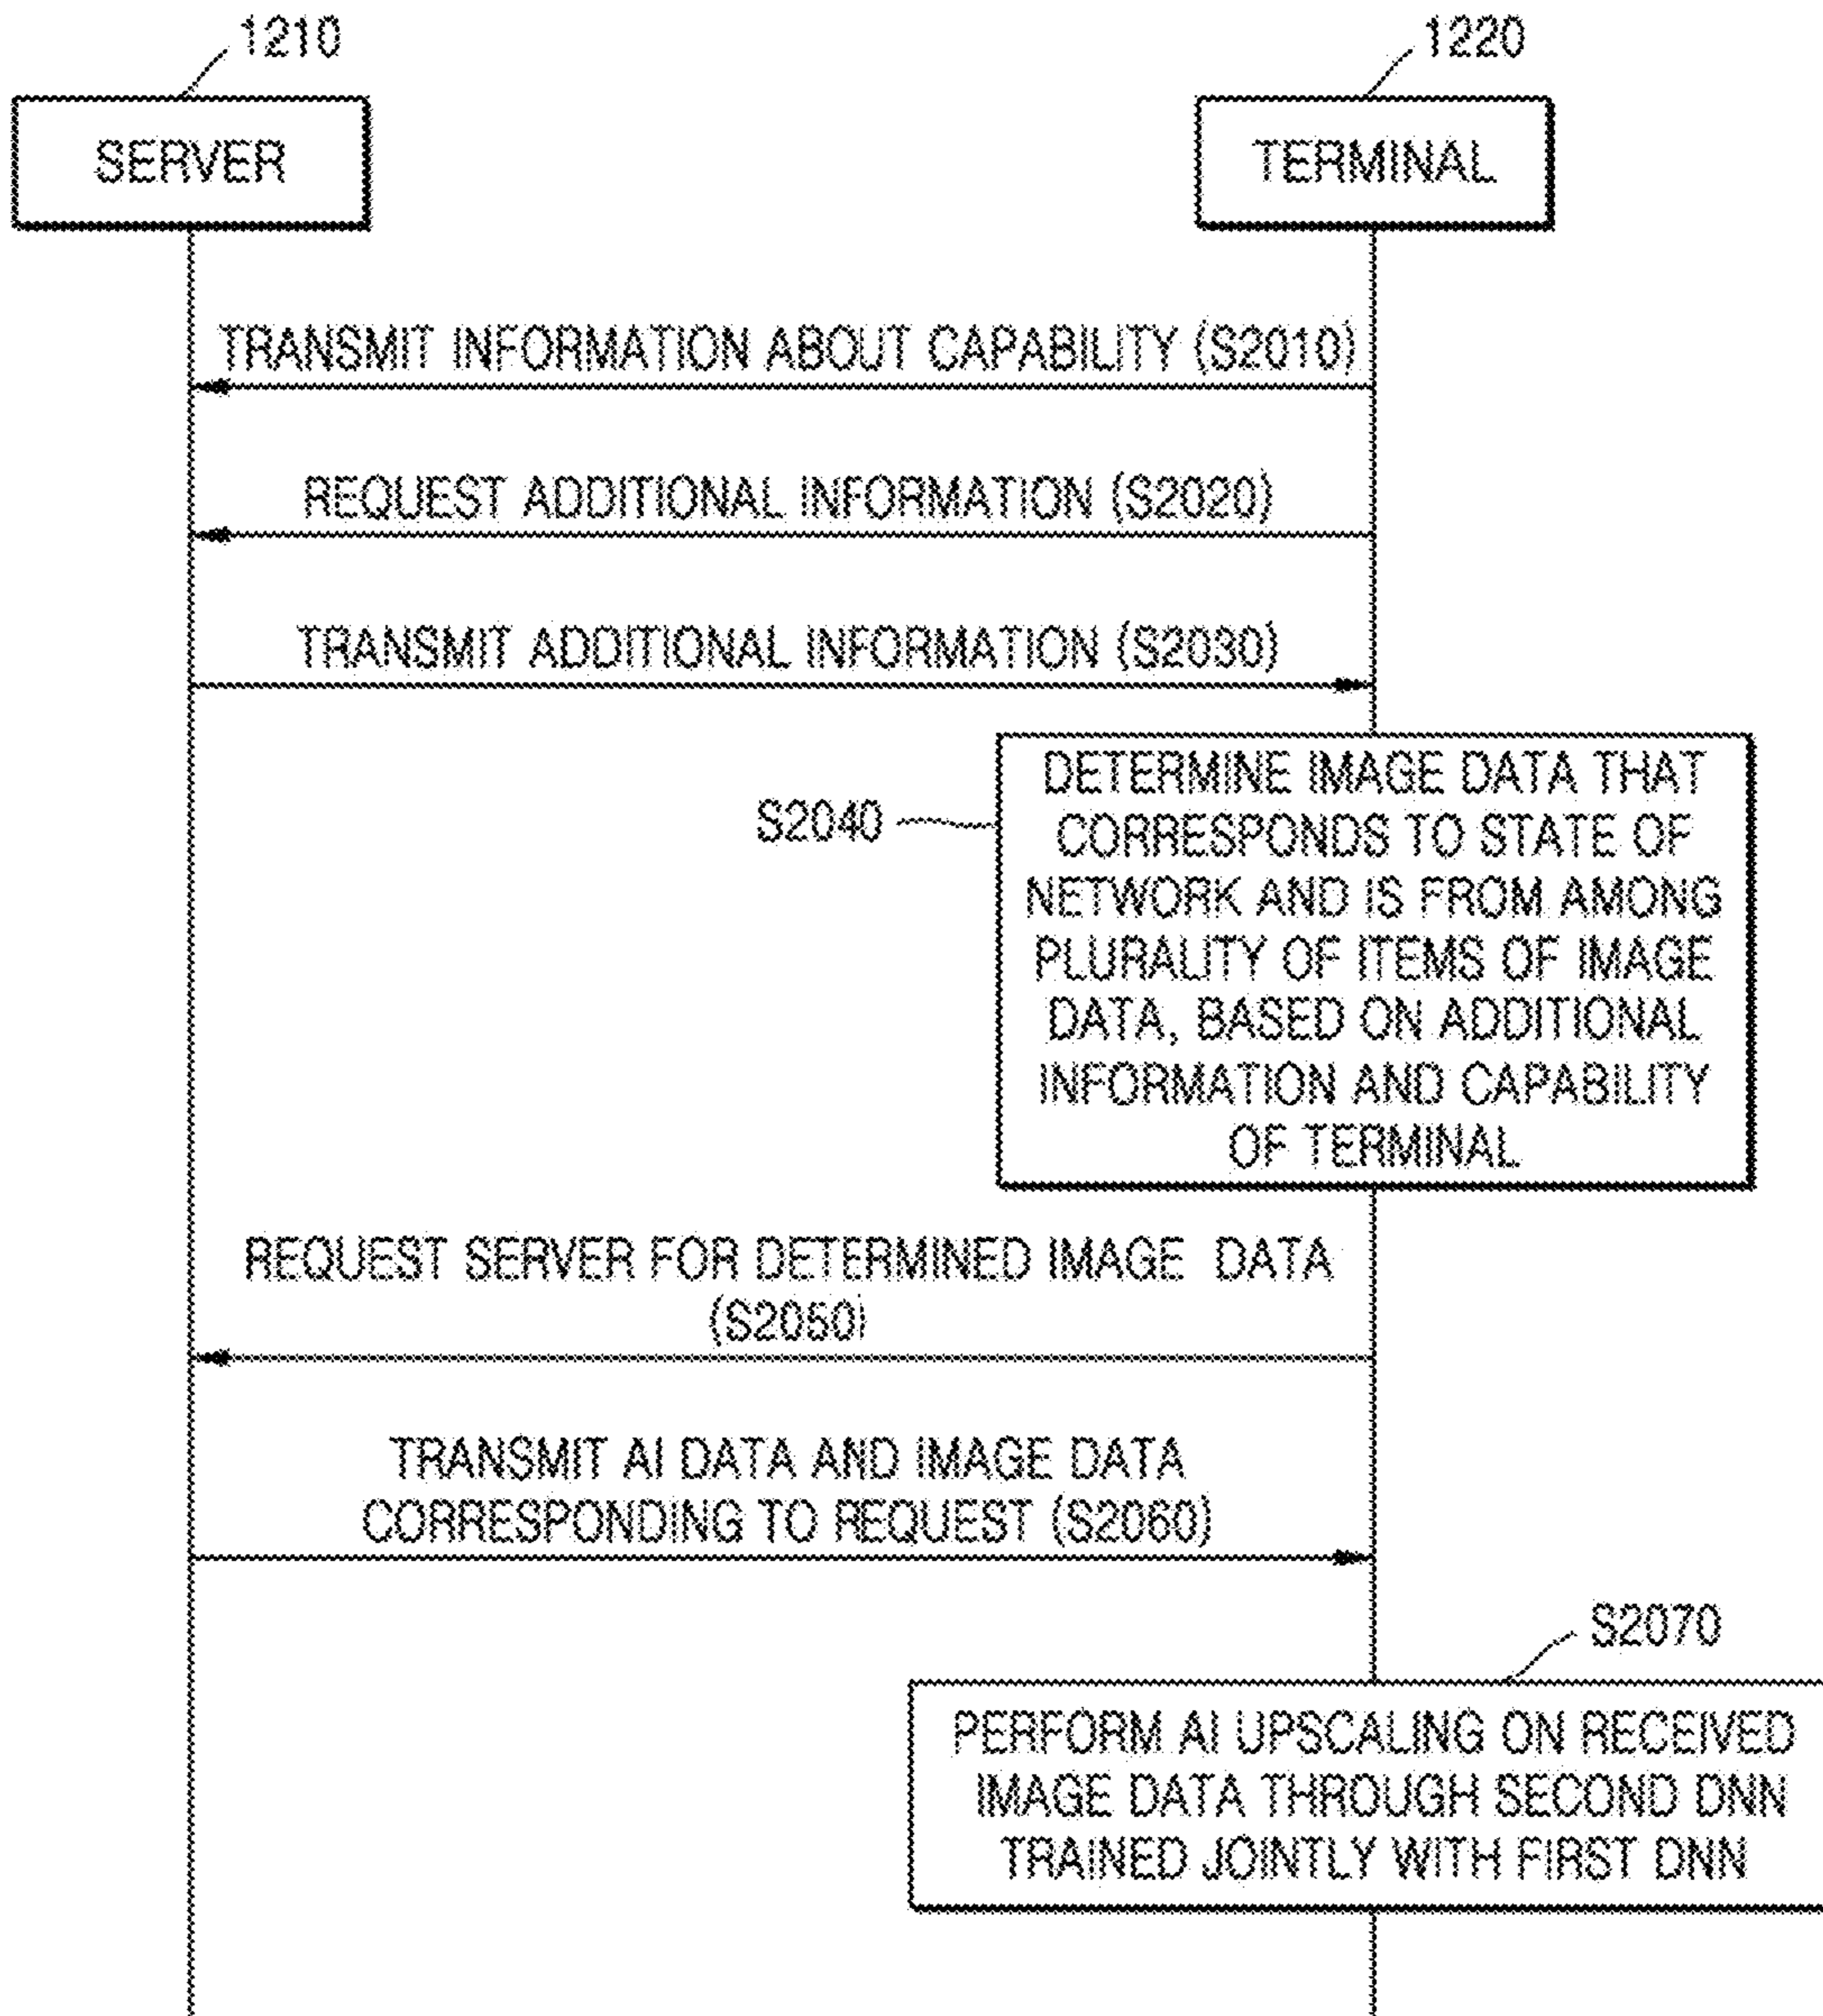 1210
1220
SERVER
TERMINAL
TRANSMIT INFORMATION ABOUT CAPABILITY (S2010)
REQUEST ADDITIONAL INFORMATION (S2020)
TRANSMIT ADDITIONAL INFORMATION (S2030)
S2040
DETERMINE IMAGE DATA THAT
CORRESPONDS TO STATE OF
NETWORK AND IS FROM AMONG
PLURALITY OF ITEMS OF IMAGE
DATA, BASED ON ADDITIONAL
INFORMATION AND CAPABILITY
OF TERMINAL
REQUEST SERVER FOR DETERMINED IMAGE DATA
(S2050)
TRANSMIT AI DATA AND IMAGE DATA
CORRESPONDING TO REQUEST (S2060)
S2070
PERFORM AI UPSCALING ON RECEIVED
IMAGE DATA THROUGH SECOND DNN
TRAINED JOINTLY WITH FIRST DNN